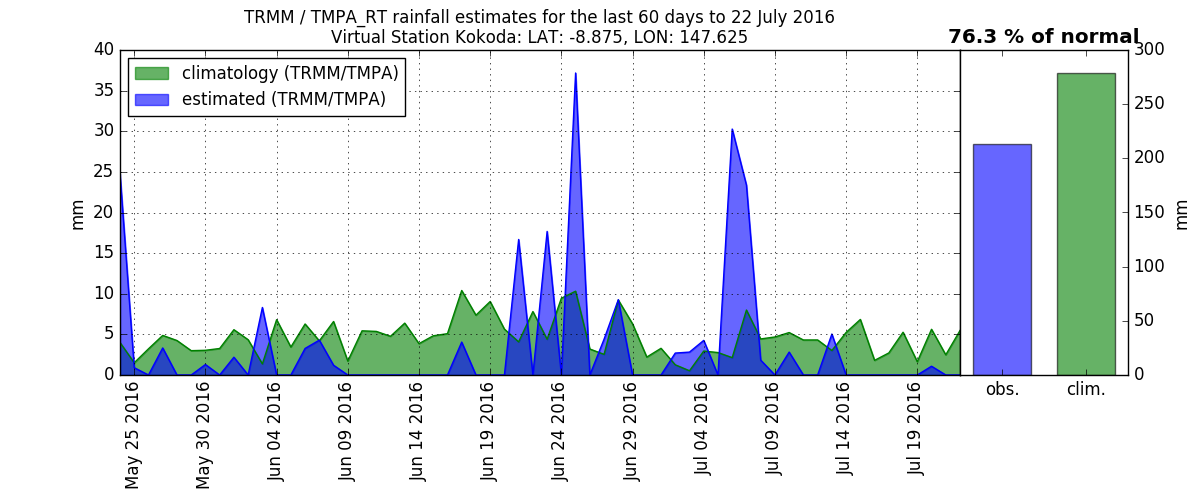 TRMM / TMPA_RT rainfall estimates for the last 60 days to 22 July 2016
Virtual Station Kokoda: LAT: -8.875, LON: 147.625
76.3 % of normal
climatology (TRMM/TMPA)
estimated (TRMM/TMPA)
mm
40
35
30
25
20
15
10
5
0
May 25 2016
May 30 2016
Jun 04 2016
Jun 09 2016
Jun 14 2016
Jun 19 2016
Jun 24 2016
Jun 29 2016
Jul 04 2016
Jul 09 2016
Jul 14 2016
Jul 19 2016
obs.
clim.
300
250
200
150
100
50
0
mm